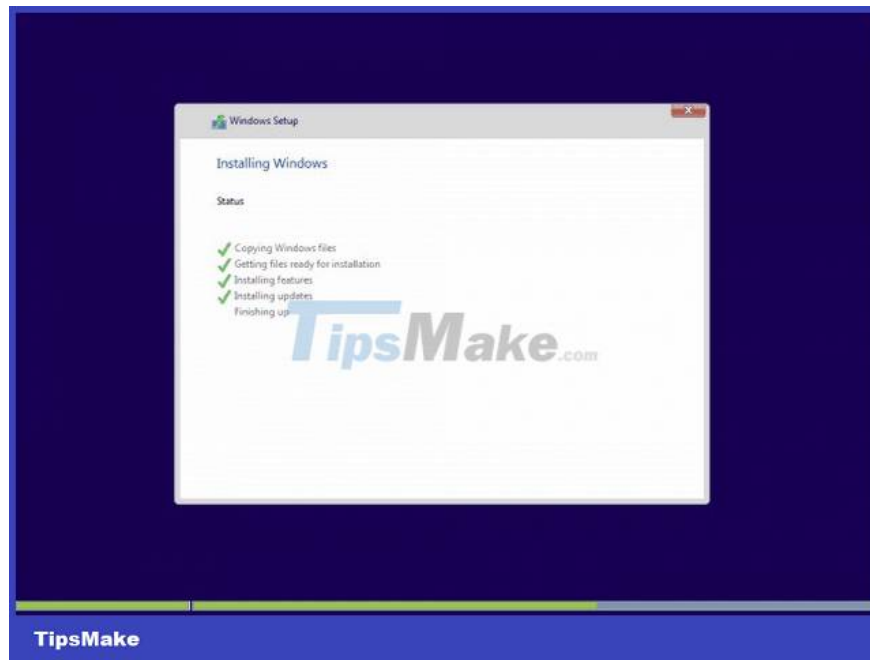 Windows Setup
Installing Windows
Status
Copying Windows files
Getting files ready for installation
Installing features
Installing updates
Finishing up
TipsMake.com
TipsMake